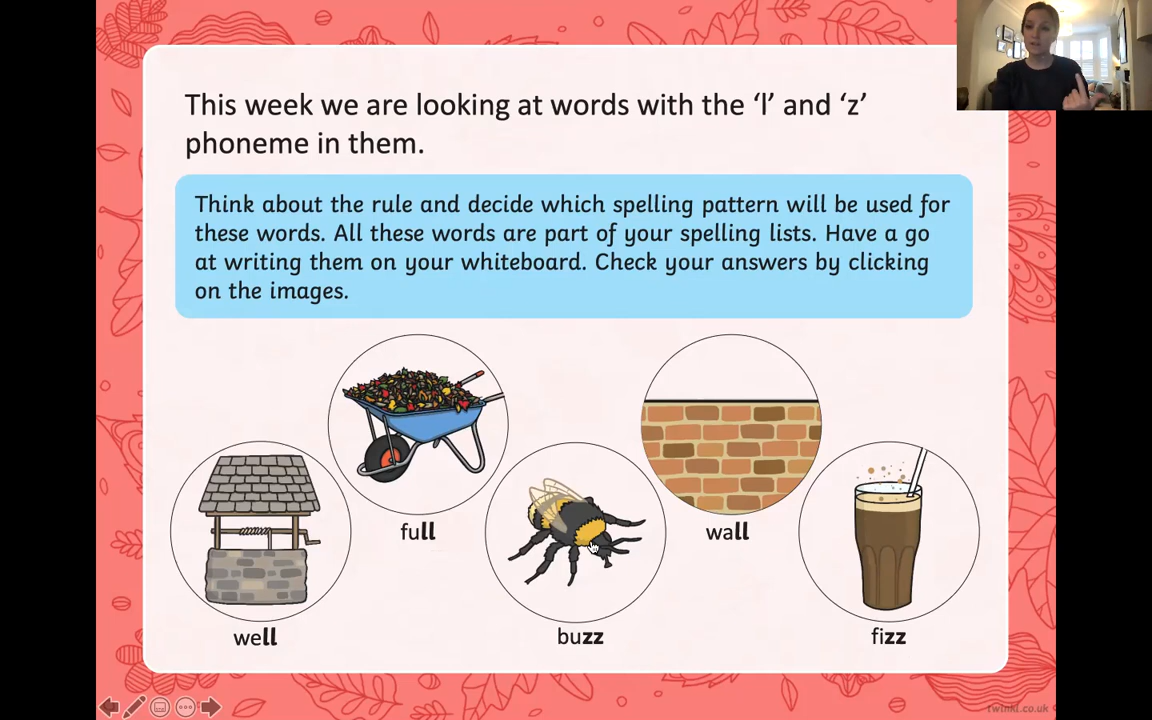 This week we are looking at words with the ‘l’ and ‘z’
phoneme in them.
Think about the rule and decide which spelling pattern will be used for
these words. All these words are part of your spelling lists. Have a go
at writing them on your whiteboard. Check your answers by clicking
on the images.
full
wall
well
buzz
fizz
twinkl.co.uk